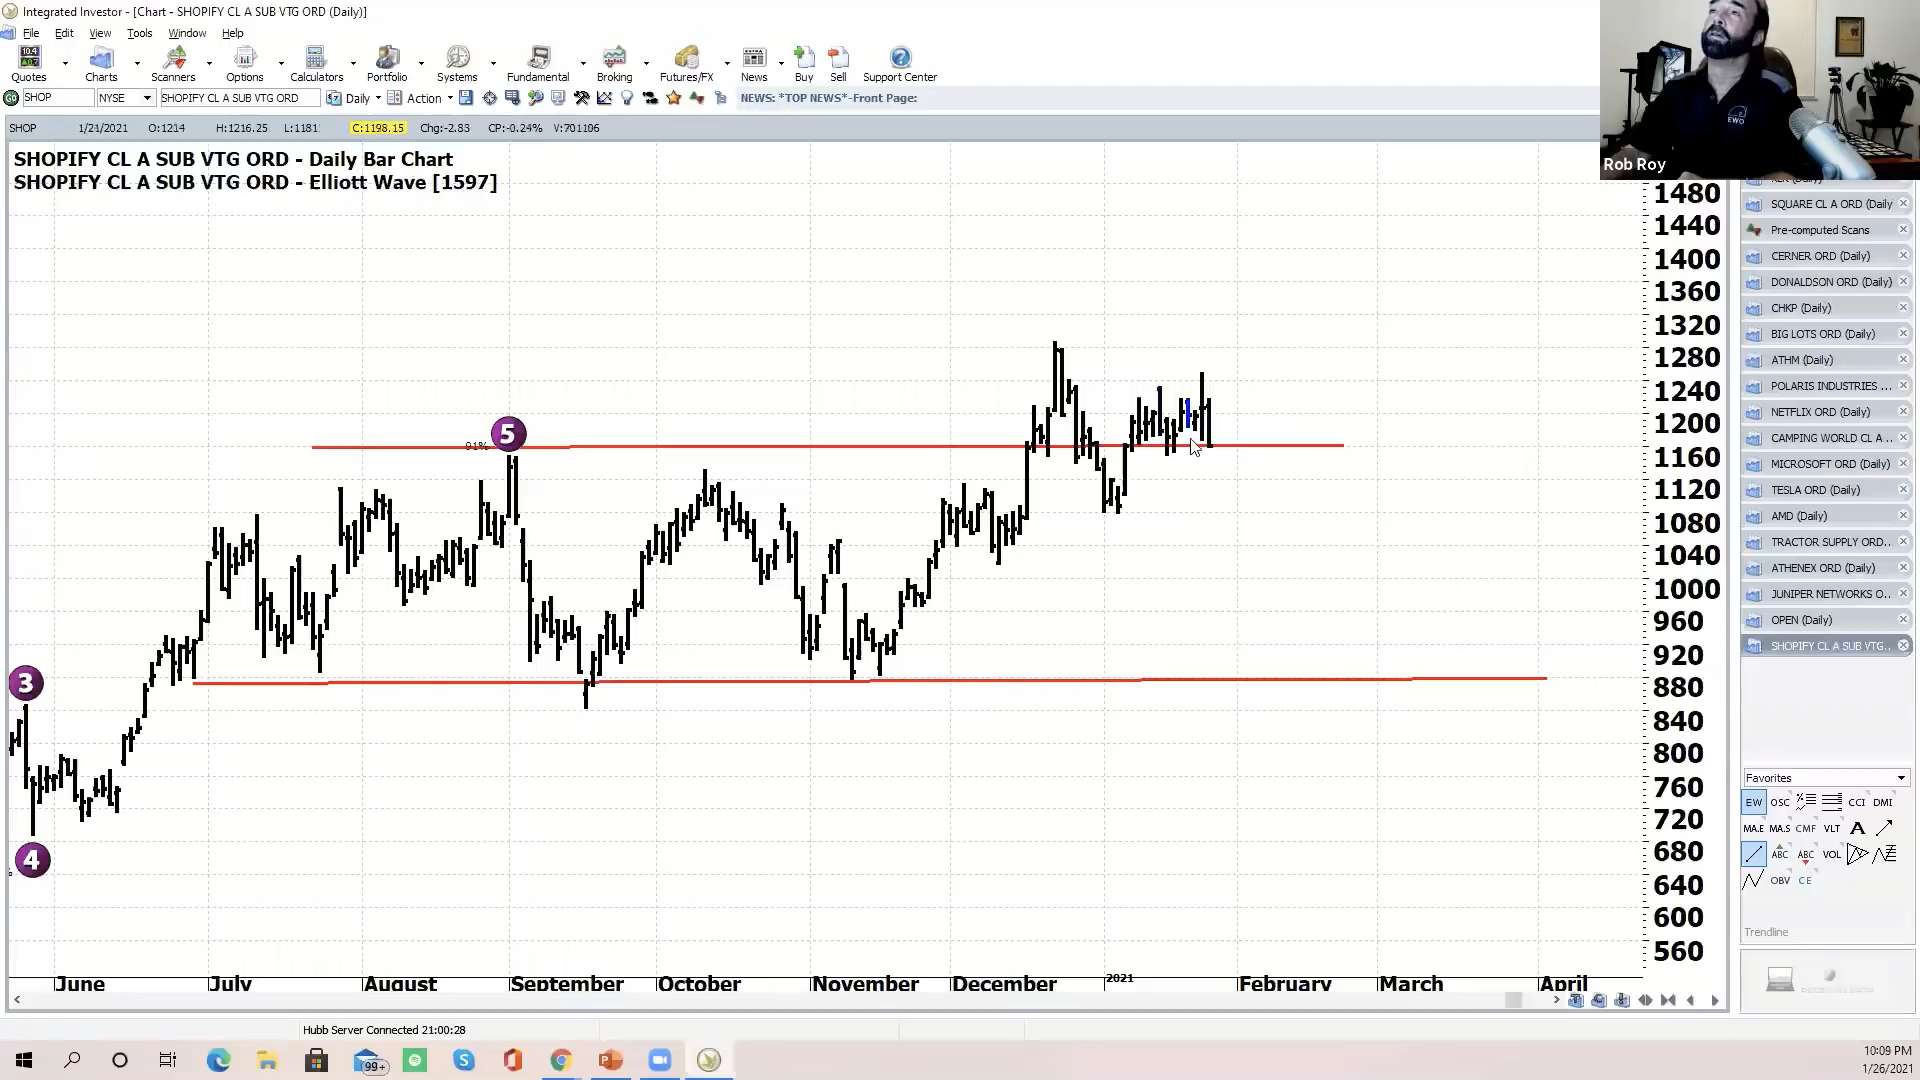 Integrated Investor - [Chart - SHOPIFY CL A SUB VTG ORD (Daily)]
File Edit View Tools Window Help
Quotes Charts Scanners Options Calculators Portfolio Systems Fundamental Broking Futures/FX News Buy Sell Support Center
SHOP NYSE SHOPIFY CL A SUB VTG ORD Daily Action NEWS: *TOP NEWS*-Front Page:
SHOP 1/21/2021 O:1214 H:1216.25 L:1181 C:1198.15 Chg:-2.83 CP:-0.24% V:701106
SHOPIFY CL A SUB VTG ORD - Daily Bar Chart
SHOPIFY CL A SUB VTG ORD - Elliott Wave [1597]
EWO
Rob Roy
1480
1440
1400
1360
1320
1280
1240
1200
1160
1120
1080
1040
1000
960
920
880
840
800
760
720
680
640
600
560
91%
5
3
4
June July August September October November December 2021 February March April
SQUARE CL A ORD (Daily
Pre-computed Scans
CERNER ORD (Daily)
DONALDSON ORD (Daily)
CHKP (Daily)
BIG LOTS ORD (Daily)
ATHM (Daily)
POLARIS INDUSTRIES ...
NETFLIX ORD (Daily)
CAMPING WORLD CL A ..
MICROSOFT ORD (Daily)
TESLA ORD (Daily)
AMD (Daily)
TRACTOR SUPPLY ORD..
ATHENEX ORD (Daily)
JUNIPER NETWORKS O..
OPEN (Daily)
SHOPIFY CL A SUB VTG..
Favorites
EW OSC CCI DMI
MA.E MA.S CMF VLT A
ABC ABC VOL
OBV CE
Trendline
Hubb Server Connected 21:00:28
99+
10:09 PM
1/26/2021